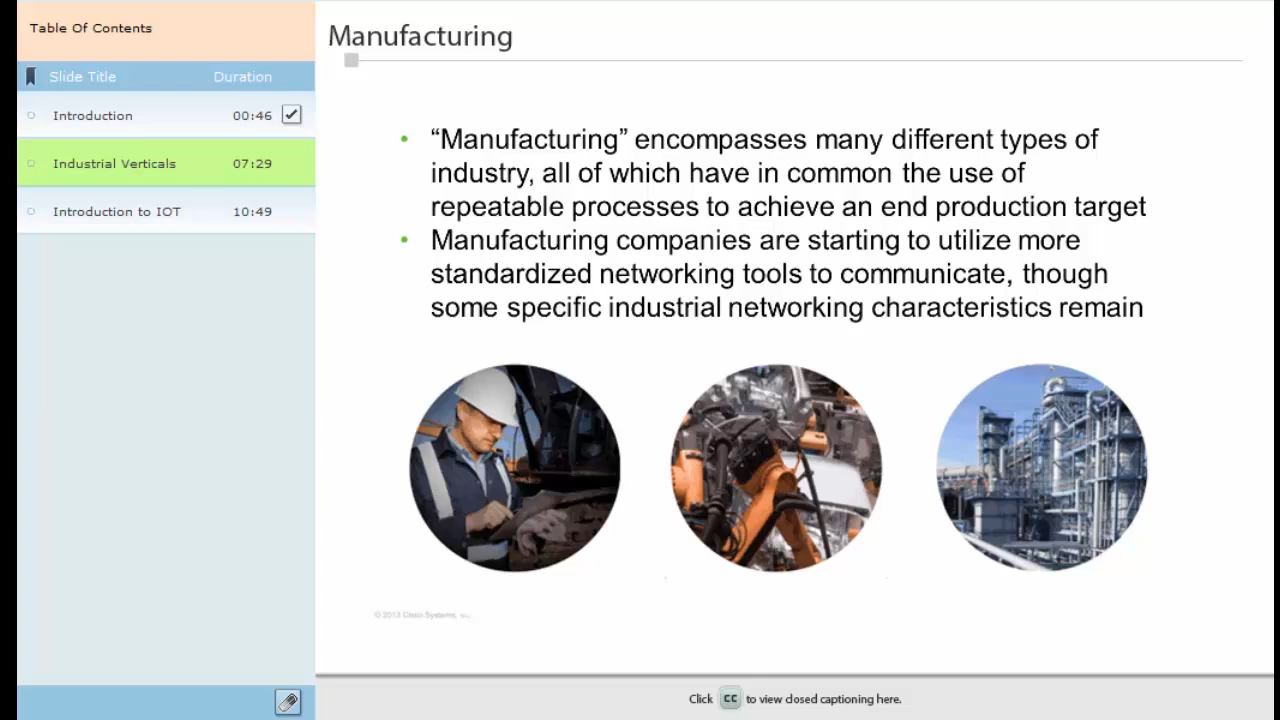 Table Of Contents
Slide Title Duration
Introduction 00:46
Industrial Verticals 07:29
Introduction to IOT 10:49
Manufacturing
• “Manufacturing” encompasses many different types of
industry, all of which have in common the use of
repeatable processes to achieve an end production target
• Manufacturing companies are starting to utilize more
standardized networking tools to communicate, though
some specific industrial networking characteristics remain
© 2013 Cisco Systems,
Click CC to view closed captioning here.